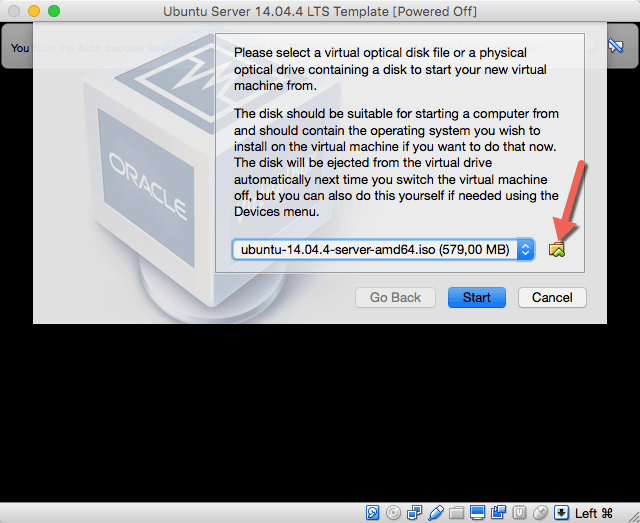 Ubuntu Server 14.04.4 LTS Template [Powered Off]
You have the Auto capture keyboard
Please select a virtual optical disk file or a physical
optical drive containing a disk to start your new virtual
machine from.
The disk should be suitable for starting a computer from
and should contain the operating system you wish to
install on the virtual machine if you want to do that now.
The disk will be ejected from the virtual drive
automatically next time you switch the virtual machine
off, but you can also do this yourself if needed using the
Devices menu.
ORACLE
ubuntu-14.04.4-server-amd64.iso (579,00 MB)
Go Back
Start
Cancel
Left ⌘